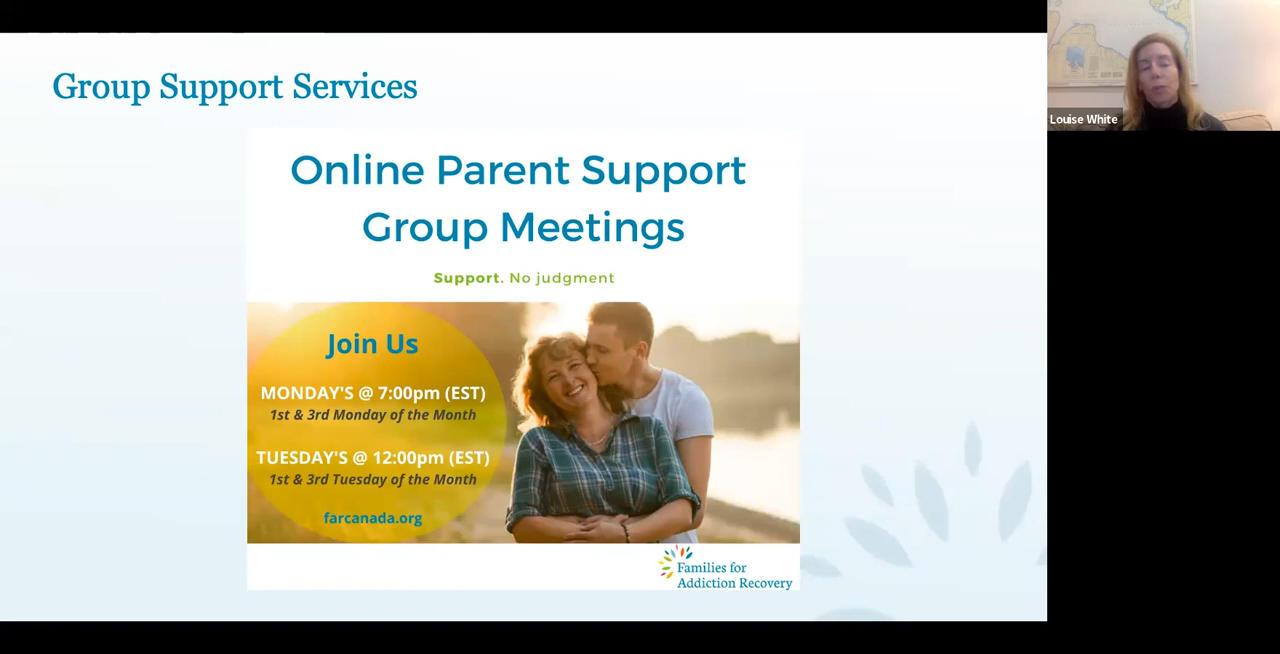 Group Support Services
Online Parent Support
Group Meetings
Support. No judgment
Join Us
MONDAY'S @ 7:00pm (EST)
1st & 3rd Monday of the Month
TUESDAY'S @ 12:00pm (EST)
1st & 3rd Tuesday of the Month
farcanada.org
Families for
Addiction Recovery
Louise White